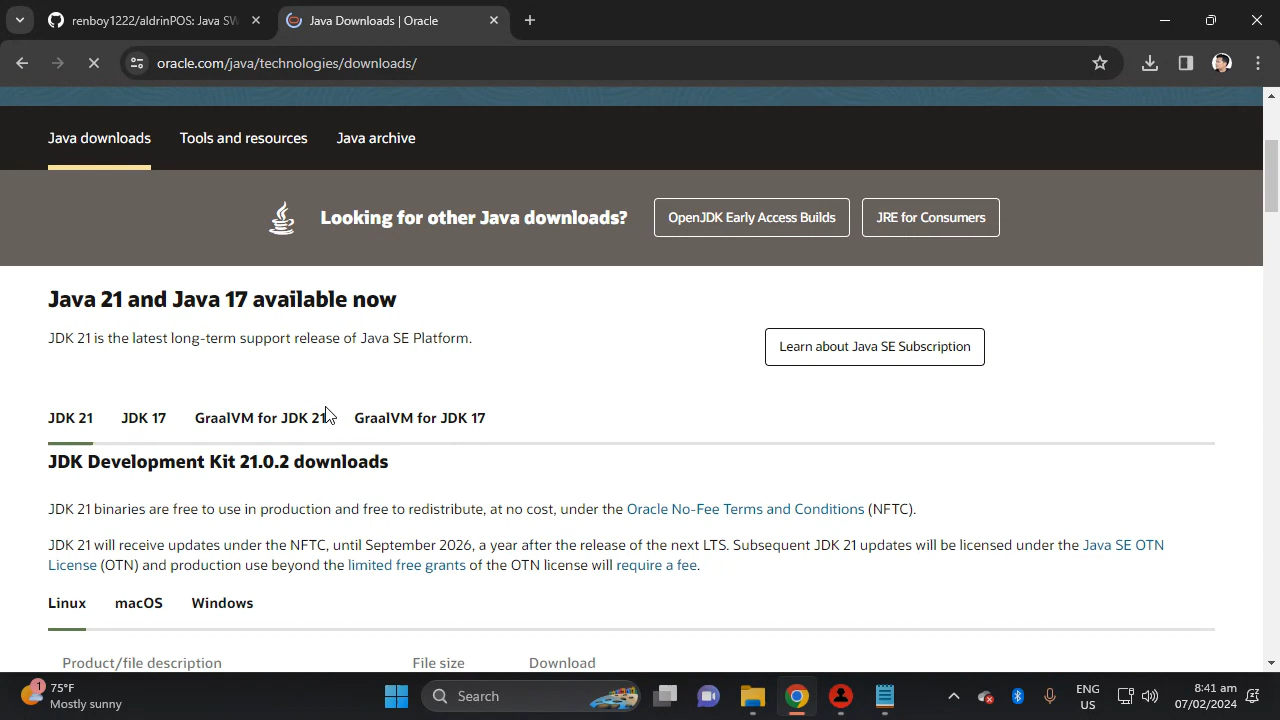 renboy1222/aldrinPOS: Java SW
Java Downloads | Oracle
oracle.com/java/technologies/downloads/
Java downloads
Tools and resources
Java archive
Looking for other Java downloads?
OpenJDK Early Access Builds
JRE for Consumers
Java 21 and Java 17 available now
JDK 21 is the latest long-term support release of Java SE Platform.
Learn about Java SE Subscription
JDK 21
JDK 17
GraalVM for JDK 21
GraalVM for JDK 17
JDK Development Kit 21.0.2 downloads
JDK 21 binaries are free to use in production and free to redistribute, at no cost, under the Oracle No-Fee Terms and Conditions (NFTC).
JDK 21 will receive updates under the NFTC, until September 2026, a year after the release of the next LTS. Subsequent JDK 21 updates will be licensed under the Java SE OTN
License (OTN) and production use beyond the limited free grants of the OTN license will require a fee.
Linux
macOS
Windows
Product/file description
File size
Download
1
75°F
Mostly sunny
Search
ENG
US
8:41 am
07/02/2024